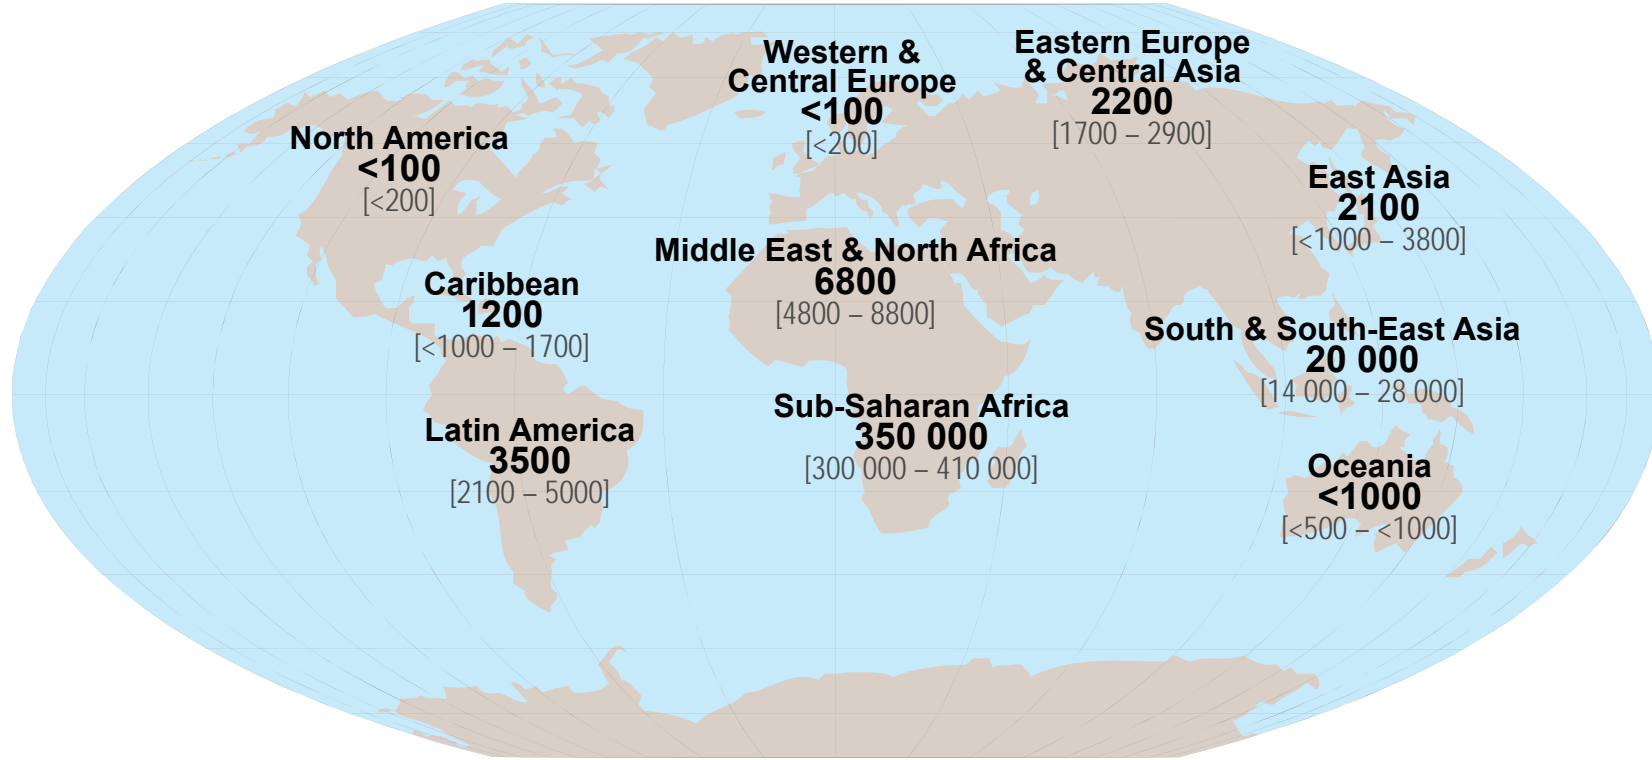 Western &
Central Europe
<100
[<200]
Eastern Europe
& Central Asia
2200
[1700 – 2900]
North America
<100
[<200]
East Asia
2100
[<1000 – 3800]
Middle East & North Africa
6800
[4800 – 8800]
Caribbean
1200
[<1000 – 1700]
South & South-East Asia
20 000
[14 000 – 28 000]
Sub-Saharan Africa
350 000
[300 000 – 410 000]
Latin America
3500
[2100 – 5000]
Oceania
<1000
[<500 – <1000]